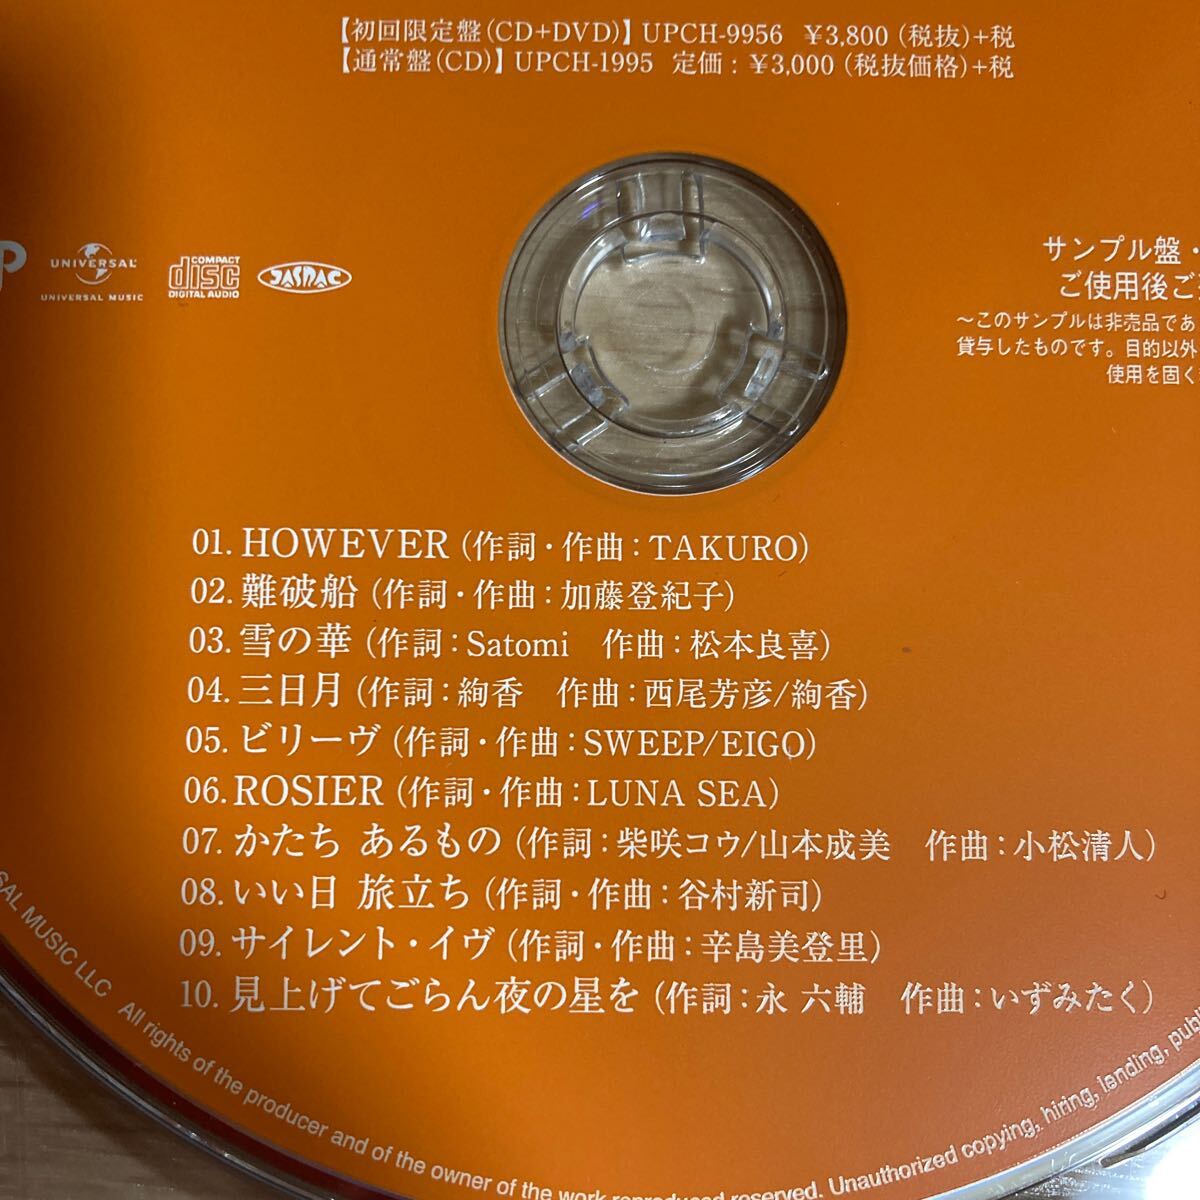 【初回限定盤(CD+DVD)】 UPCH-9956 ¥3,800 (税抜)+税
【通常盤(CD)】 UPCH-1995 定価：¥3,000 (税抜価格)+税
UNIVERSAL
UNIVERSAL MUSIC
COMPACT
disc
DIGITAL AUDIO
JASRAC
サンプル盤・
ご使用後ご
〜このサンプルは非売品であ
貸与したものです。目的以外
使用を固く
01. HOWEVER (作詞・作曲：TAKURO)
02. 難破船 (作詞・作曲：加藤登紀子)
03. 雪の華 (作詞：Satomi 作曲：松本良喜)
04. 三日月 (作詞：絢香 作曲：西尾芳彦/絢香)
05. ビリーヴ (作詞・作曲：SWEEP/EIGO)
06. ROSIER (作詞・作曲：LUNA SEA)
07. かたち あるもの (作詞：柴咲コウ/山本成美 作曲：小松清人)
08. いい日 旅立ち (作詞・作曲：谷村新司)
09. サイレント・イヴ (作詞・作曲：辛島美登里)
10. 見上げてごらん夜の星を (作詞：永 六輔 作曲：いずみたく)
MUSIC LLC All rights of the producer and of the owner of the work reproduced reserved. Unauthorized copying, hiring, lending,